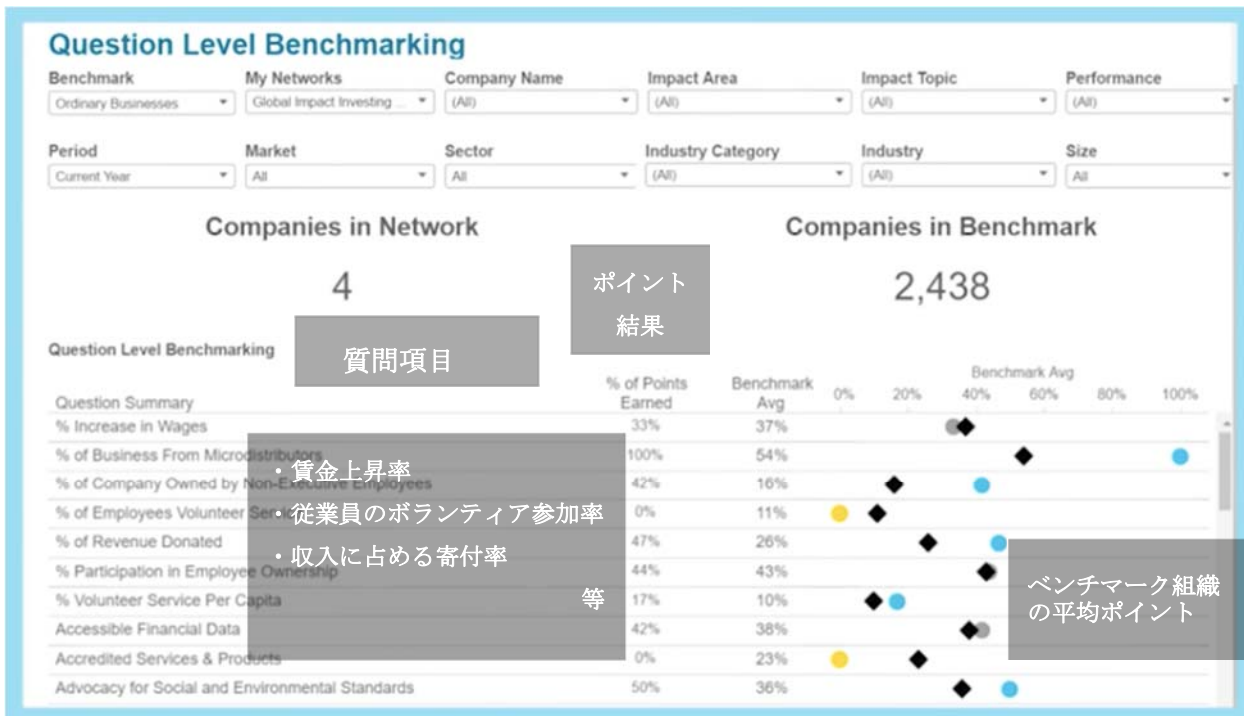 Question Level Benchmarking
Benchmark My Networks Company Name Impact Area Impact Topic Performance
Ordinary Businesses Global Impact Investing ... (All) (All) (All) (All)
Period Market Sector Industry Category Industry Size
Current Year All All (All) (All) All
Companies in Network Companies in Benchmark
4 2,438
ポイント
結果
質問項目
Question Level Benchmarking
Benchmark Avg
Question Summary % of Points Earned Benchmark Avg 0% 20% 40% 60% 80% 100%
% Increase in Wages 33% 37%
% of Business From Microdistributors 100% 54%
% of Company Owned by Non-Executive Employees 42% 16%
% of Employees Volunteer 0% 11%
% of Revenue Donated 47% 26%
% Participation in Employee Ownership 44% 43%
% Volunteer Service Per Capita 17% 10%
Accessible Financial Data 42% 38%
Accredited Services & Products 0% 23%
Advocacy for Social and Environmental Standards 50% 36%
・賃金上昇率
・従業員のボランティア参加率
・収入に占める寄付率
等
ベンチマーク組織
の平均ポイント